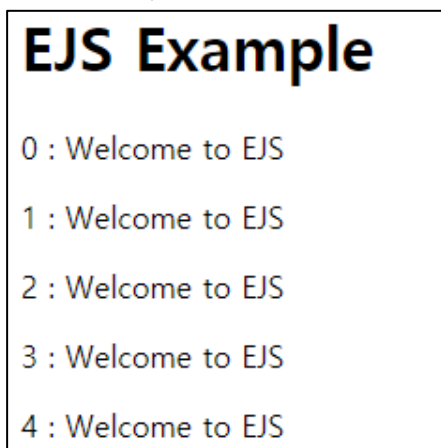 EJS Example
0 : Welcome to EJS
1 : Welcome to EJS
2 : Welcome to EJS
3 : Welcome to EJS
4 : Welcome to EJS